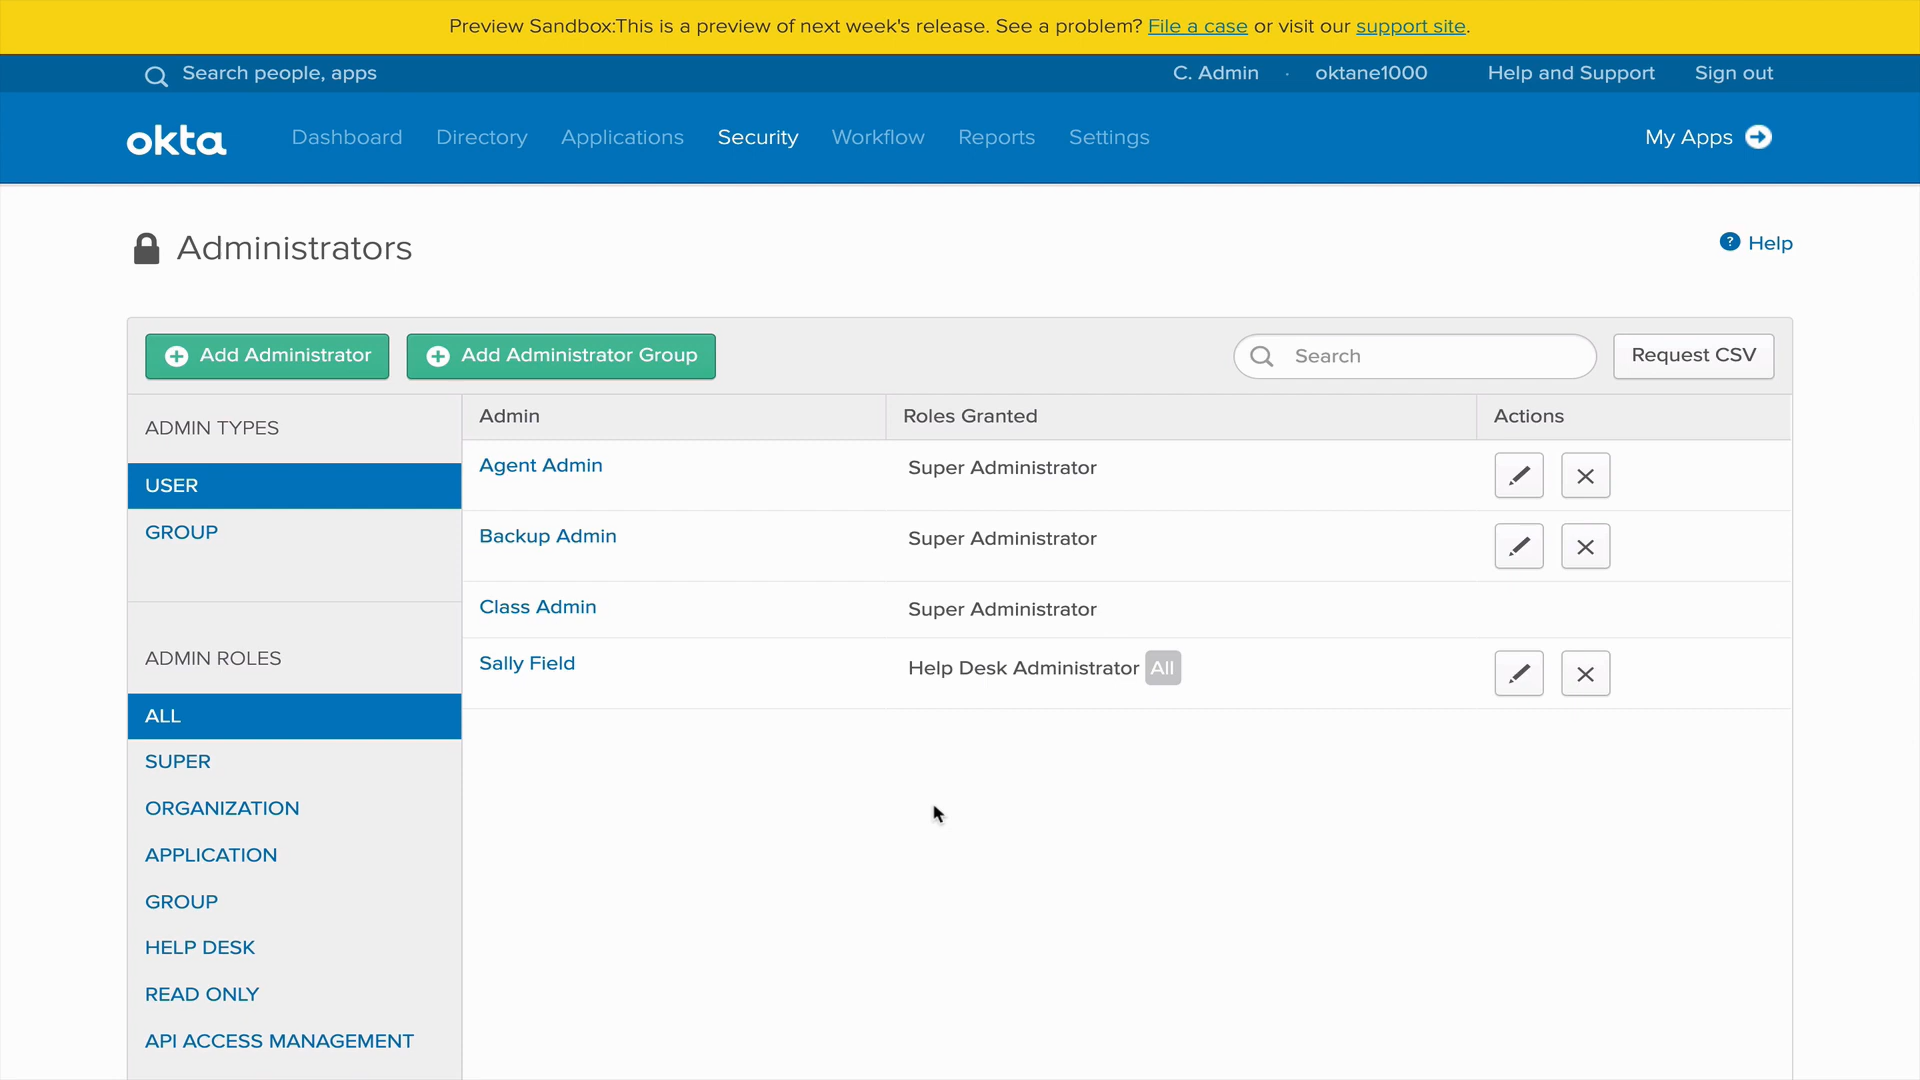 Preview Sandbox:This is a preview of next week's release. See a problem? File a case or visit our support site.
Search people, apps
C. Admin · oktane1000 Help and Support Sign out
okta Dashboard Directory Applications Security Workflow Reports Settings My Apps
Administrators
? Help
Add Administrator Add Administrator Group Search Request CSV
ADMIN TYPES
USER
GROUP
ADMIN ROLES
ALL
SUPER
ORGANIZATION
APPLICATION
GROUP
HELP DESK
READ ONLY
API ACCESS MANAGEMENT
Admin Roles Granted Actions
Agent Admin Super Administrator
Backup Admin Super Administrator
Class Admin Super Administrator
Sally Field Help Desk Administrator All